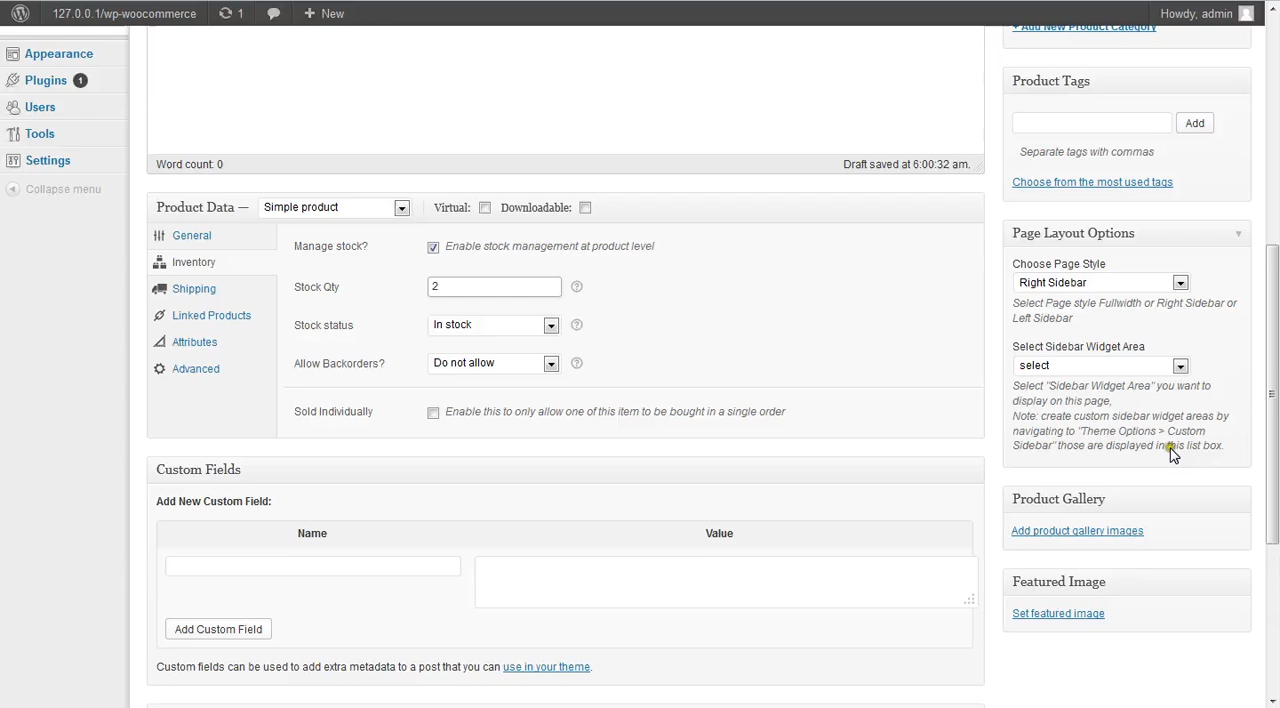 127.0.0.1/wp-woocommerce 1 + New Howdy, admin
Appearance
Plugins 1
Users
Tools
Settings
Collapse menu
Word count: 0 Draft saved at 6:00:32 am.
Product Data — Simple product Virtual: Downloadable:
General
Inventory
Shipping
Linked Products
Attributes
Advanced
Manage stock? Enable stock management at product level
Stock Qty 2
Stock status In stock
Allow Backorders? Do not allow
Sold Individually Enable this to only allow one of this item to be bought in a single order
Custom Fields
Add New Custom Field:
Name Value
Add Custom Field
Custom fields can be used to add extra metadata to a post that you can use in your theme.
+ Add New Product Category
Product Tags
Add
Separate tags with commas
Choose from the most used tags
Page Layout Options
Choose Page Style
Right Sidebar
Select Page style Fullwidth or Right Sidebar or
Left Sidebar
Select Sidebar Widget Area
select
Select "Sidebar Widget Area" you want to
display on this page,
Note: create custom sidebar widget areas by
navigating to "Theme Options > Custom
Sidebar" those are displayed in this list box.
Product Gallery
Add product gallery images
Featured Image
Set featured image